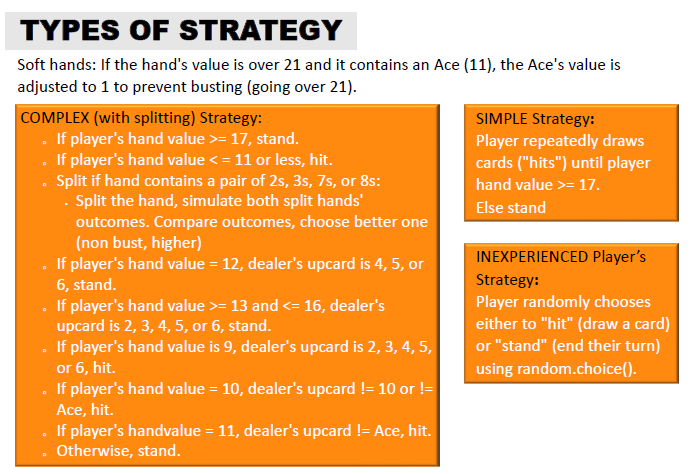 TYPES OF STRATEGY
Soft hands: If the hand's value is over 21 and it contains an Ace (11), the Ace's value is
adjusted to 1 to prevent busting (going over 21).
COMPLEX (with splitting) Strategy:
If player's hand value >= 17, stand.
If player's hand value < = 11 or less, hit.
Split if hand contains a pair of 2s, 3s, 7s, or 8s:
Split the hand, simulate both split hands'
outcomes. Compare outcomes, choose better one
(non bust, higher)
If player's hand value = 12, dealer's upcard is 4, 5, or
6, stand.
If player's hand value >= 13 and <= 16, dealer's
upcard is 2, 3, 4, 5, or 6, stand.
If player's hand value is 9, dealer's upcard is 2, 3, 4, 5,
or 6, hit.
If player's hand value = 10, dealer's upcard != 10 or !=
Ace, hit.
If player's handvalue = 11, dealer's upcard != Ace, hit.
Otherwise, stand.
SIMPLE Strategy:
Player repeatedly draws
cards ("hits") until player
hand value >= 17.
Else stand
INEXPERIENCED Player's
Strategy:
Player randomly chooses
either to "hit" (draw a card)
or "stand" (end their turn)
using random.choice().